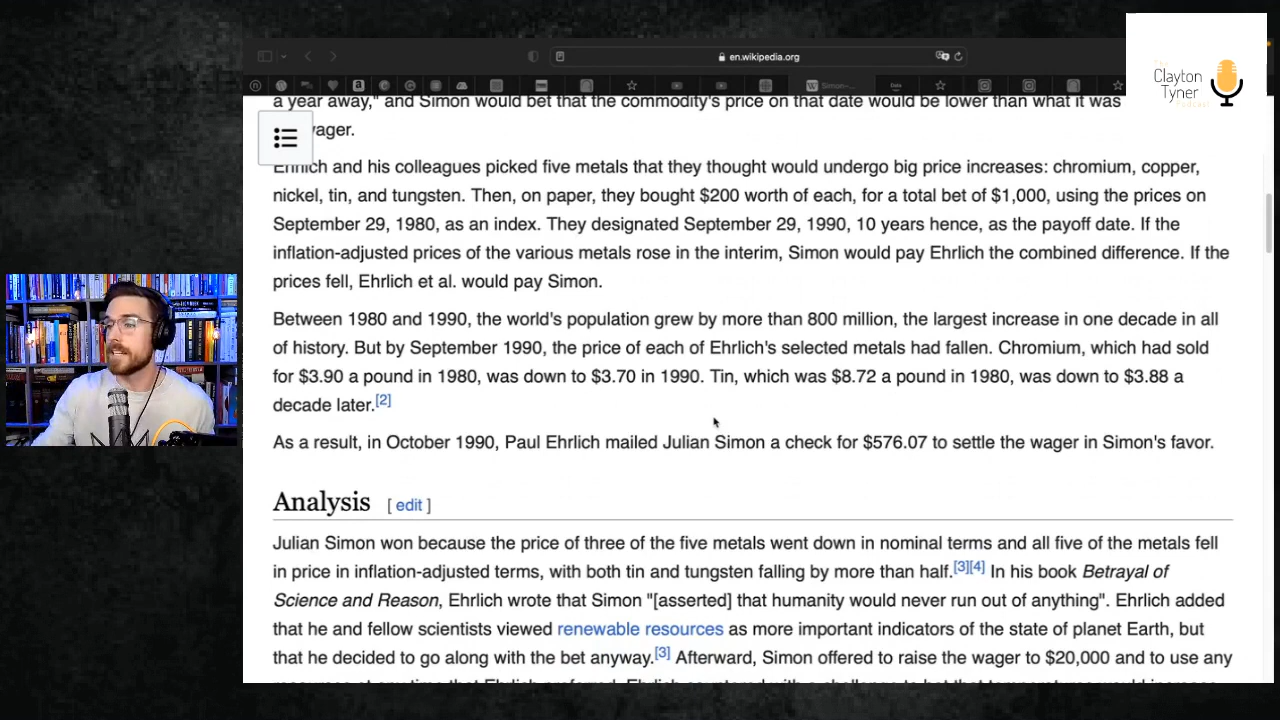 en.wikipedia.org
The
Clayton
Tyner
Podcast
a year away," and Simon would bet that the commodity's price on that date would be lower than what it was
ager.
Ehrlich and his colleagues picked five metals that they thought would undergo big price increases: chromium, copper,
nickel, tin, and tungsten. Then, on paper, they bought $200 worth of each, for a total bet of $1,000, using the prices on
September 29, 1980, as an index. They designated September 29, 1990, 10 years hence, as the payoff date. If the
inflation-adjusted prices of the various metals rose in the interim, Simon would pay Ehrlich the combined difference. If the
prices fell, Ehrlich et al. would pay Simon.
Between 1980 and 1990, the world's population grew by more than 800 million, the largest increase in one decade in all
of history. But by September 1990, the price of each of Ehrlich's selected metals had fallen. Chromium, which had sold
for $3.90 a pound in 1980, was down to $3.70 in 1990. Tin, which was $8.72 a pound in 1980, was down to $3.88 a
decade later.[2]
As a result, in October 1990, Paul Ehrlich mailed Julian Simon a check for $576.07 to settle the wager in Simon's favor.
Analysis [ edit ]
Julian Simon won because the price of three of the five metals went down in nominal terms and all five of the metals fell
in price in inflation-adjusted terms, with both tin and tungsten falling by more than half.[3][4] In his book Betrayal of
Science and Reason, Ehrlich wrote that Simon "[asserted] that humanity would never run out of anything". Ehrlich added
that he and fellow scientists viewed renewable resources as more important indicators of the state of planet Earth, but
that he decided to go along with the bet anyway.[3] Afterward, Simon offered to raise the wager to $20,000 and to use any